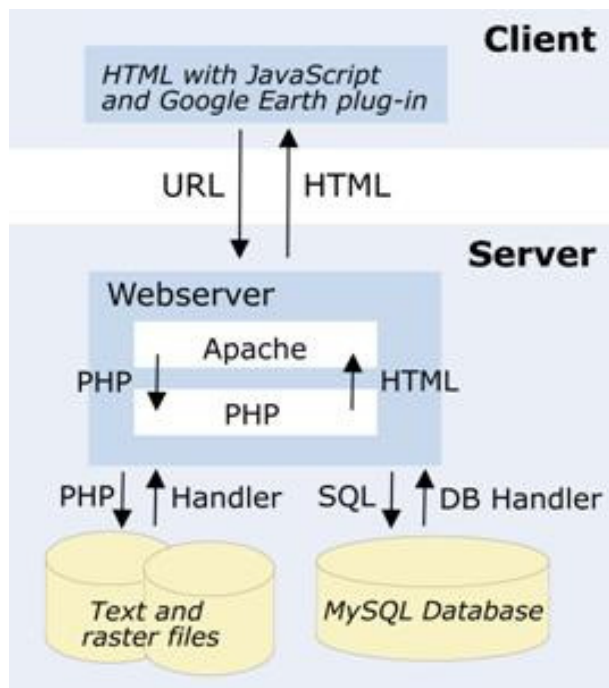 Client
HTML with JavaScript
and Google Earth plug-in
URL
HTML
Server
Webserver
Apache
PHP
HTML
PHP
PHP
Handler
SQL
DB Handler
Text and
raster files
MySQL Database